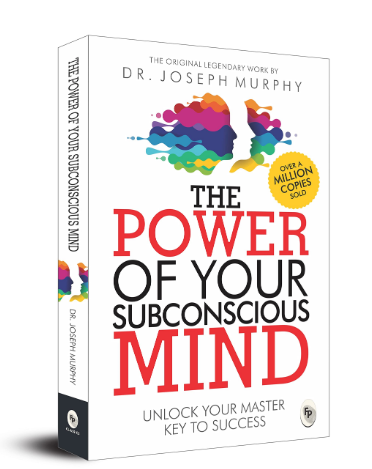 THE ORIGINAL LEGENDARY WORK BY
DR. JOSEPH MURPHY
OVER A
MILLION
COPIES
SOLD
THE
POWER
OF YOUR
SUBCONSCIOUS
MIND
UNLOCK YOUR MASTER
KEY TO SUCCESS
Fp
THE POWER OF YOUR SUBCONSCIOUS MIND
DR. JOSEPH MURPHY